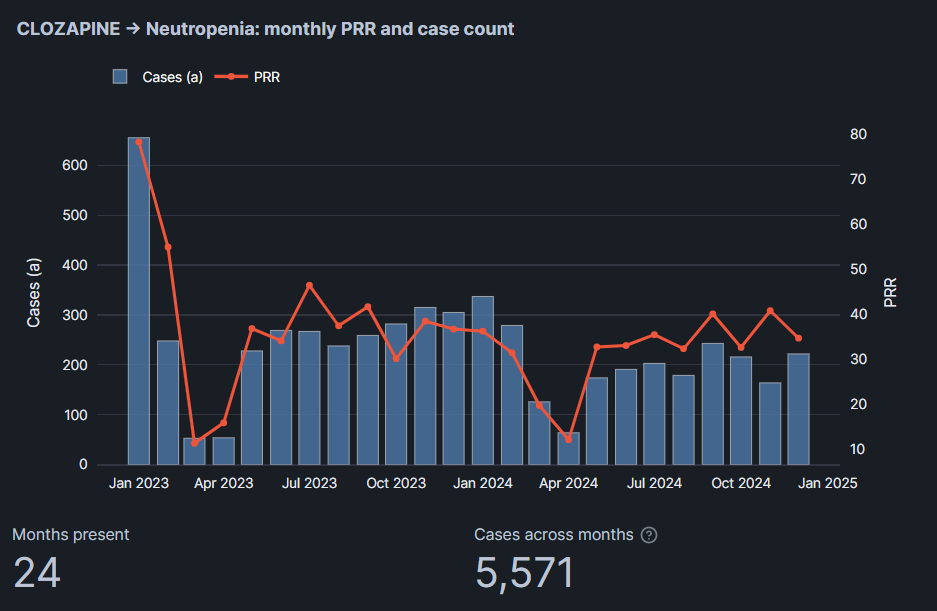 CLOZAPINE → Neutropenia: monthly PRR and case count
Cases (a) PRR
600
500
400
300
200
100
0
Cases (a)
80
70
60
50
40
30
20
10
PRR
Jan 2023 Apr 2023 Jul 2023 Oct 2023 Jan 2024 Apr 2024 Jul 2024 Oct 2024 Jan 2025
Months present
24
Cases across months ?
5,571